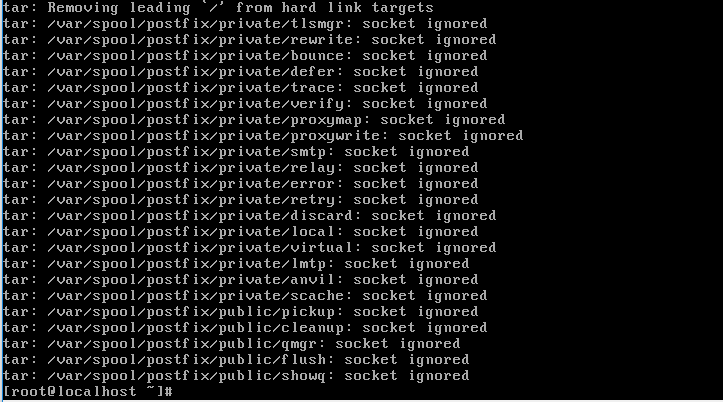 tar: Removing leading `/' from hard link targets
tar: /var/spool/postfix/private/tlsmgr: socket ignored
tar: /var/spool/postfix/private/rewrite: socket ignored
tar: /var/spool/postfix/private/bounce: socket ignored
tar: /var/spool/postfix/private/defer: socket ignored
tar: /var/spool/postfix/private/trace: socket ignored
tar: /var/spool/postfix/private/verify: socket ignored
tar: /var/spool/postfix/private/proxymap: socket ignored
tar: /var/spool/postfix/private/proxywrite: socket ignored
tar: /var/spool/postfix/private/smtp: socket ignored
tar: /var/spool/postfix/private/relay: socket ignored
tar: /var/spool/postfix/private/error: socket ignored
tar: /var/spool/postfix/private/retry: socket ignored
tar: /var/spool/postfix/private/discard: socket ignored
tar: /var/spool/postfix/private/local: socket ignored
tar: /var/spool/postfix/private/virtual: socket ignored
tar: /var/spool/postfix/private/lmtp: socket ignored
tar: /var/spool/postfix/private/anvil: socket ignored
tar: /var/spool/postfix/private/scache: socket ignored
tar: /var/spool/postfix/public/pickup: socket ignored
tar: /var/spool/postfix/public/cleanup: socket ignored
tar: /var/spool/postfix/public/qmgr: socket ignored
tar: /var/spool/postfix/public/flush: socket ignored
tar: /var/spool/postfix/public/showq: socket ignored
[root@localhost ~]#